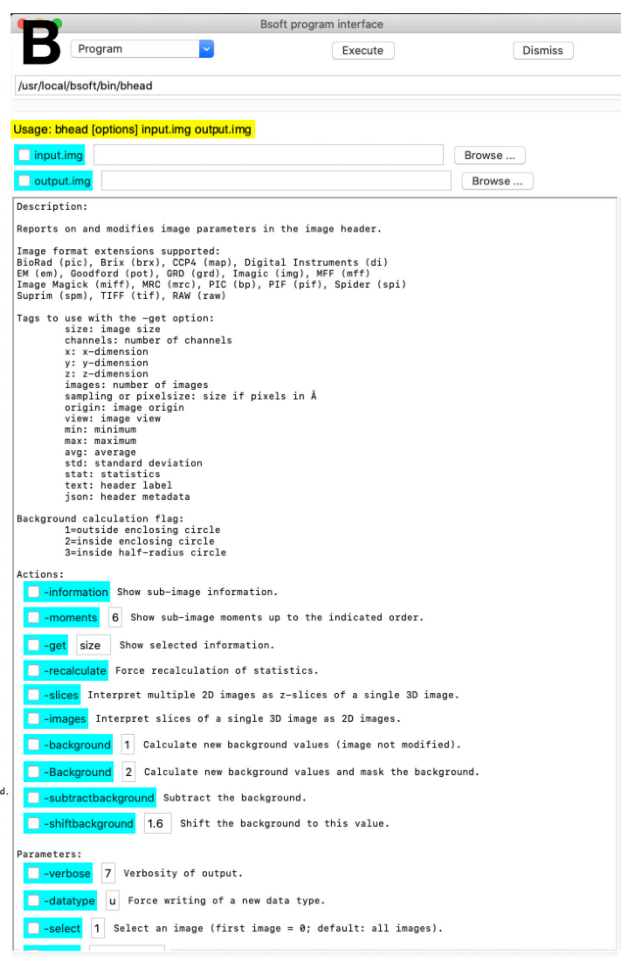 Bsoft program interface
B
Program
Execute
Dismiss
/usr/local/bsoft/bin/bhead
Usage: bhead [options] input.img output.img
input.img
Browse ...
output.img
Browse ...
Description:
Reports on and modifies image parameters in the image header.
Image format extensions supported:
BioRad (pic), Brix (brx), CCP4 (map), Digital Instruments (di)
EM (em), Goodford (pot), GRD (grd), Imagic (img), MFF (mff)
Image Magick (miff), MRC (mrc), PIC (bp), PIF (pif), Spider (spi)
Suprim (spm), TIFF (tif), RAW (raw)
Tags to use with the -get option:
size: image size
channels: number of channels
x: x-dimension
y: y-dimension
z: z-dimension
images: number of images
sampling or pixelsize: size if pixels in Å
origin: image origin
view: image view
min: minimum
max: maximum
avg: average
std: standard deviation
stat: statistics
text: header label
json: header metadata
Background calculation flag:
1=outside enclosing circle
2=inside enclosing circle
3=inside half-radius circle
Actions:
-information Show sub-image information.
-moments 6 Show sub-image moments up to the indicated order.
-get size Show selected information.
-recalculate Force recalculation of statistics.
-slices Interpret multiple 2D images as z-slices of a single 3D image.
-images Interpret slices of a single 3D image as 2D images.
-background 1 Calculate new background values (image not modified).
-Background 2 Calculate new background values and mask the background.
d.
-subtractbackground Subtract the background.
-shiftbackground 1.6 Shift the background to this value.
Parameters:
-verbose 7 Verbosity of output.
-datatype u Force writing of a new data type.
-select 1 Select an image (first image = 0; default: all images).